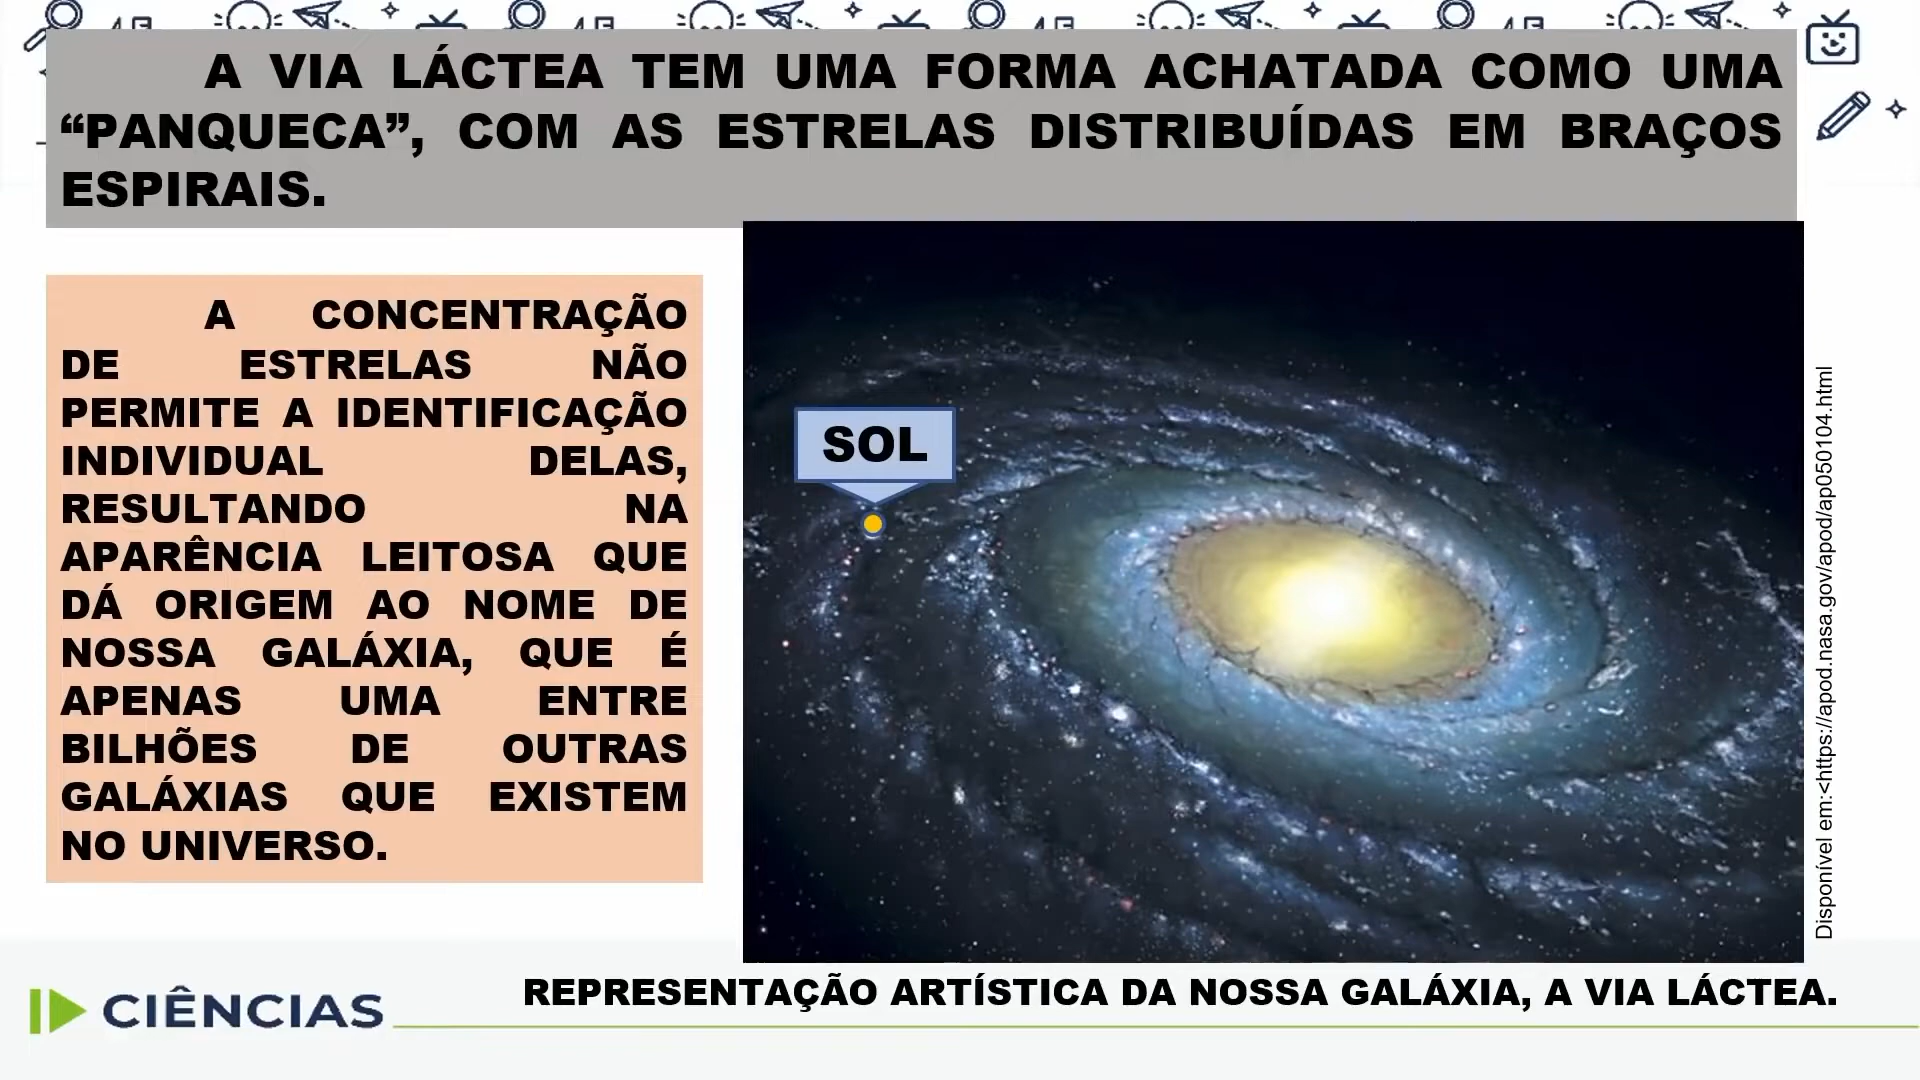 A VIA LÁCTEA TEM UMA FORMA ACHATADA COMO UMA
“PANQUECA”, COM AS ESTRELAS DISTRIBUÍDAS EM BRAÇOS
ESPIRAIS.
A CONCENTRAÇÃO
DE ESTRELAS NÃO
PERMITE A IDENTIFICAÇÃO
INDIVIDUAL DELAS,
RESULTANDO NA
APARÊNCIA LEITOSA QUE
DÁ ORIGEM AO NOME DE
NOSSA GALÁXIA, QUE É
APENAS UMA ENTRE
BILHÕES DE OUTRAS
GALÁXIAS QUE EXISTEM
NO UNIVERSO.
SOL
Disponível em:<https://apod.nasa.gov/apod/ap050104.html
REPRESENTAÇÃO ARTÍSTICA DA NOSSA GALÁXIA, A VIA LÁCTEA.
CIÊNCIAS